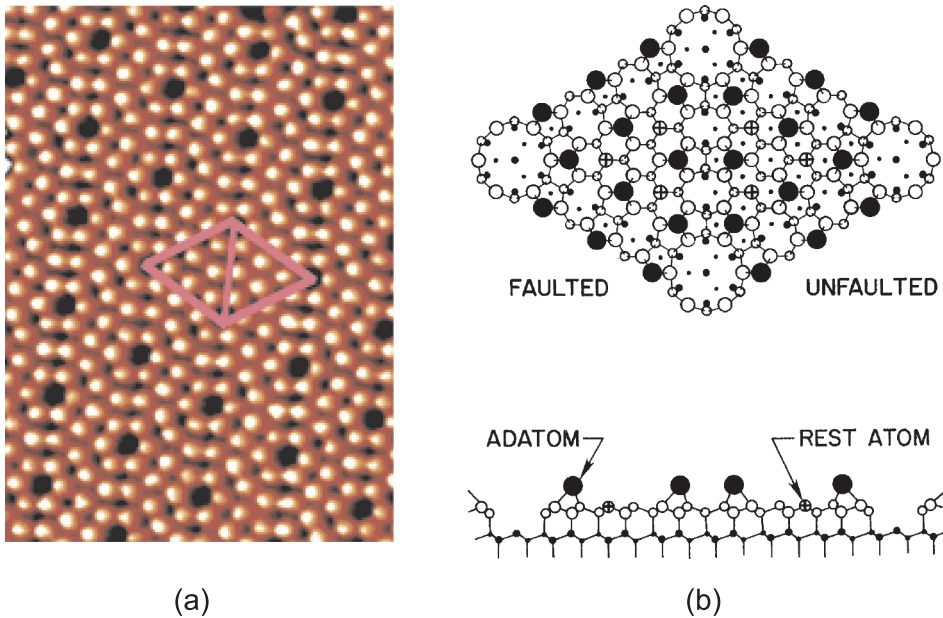 FAULTED
UNFAULTED
ADATOM
REST ATOM
(a)
(b)